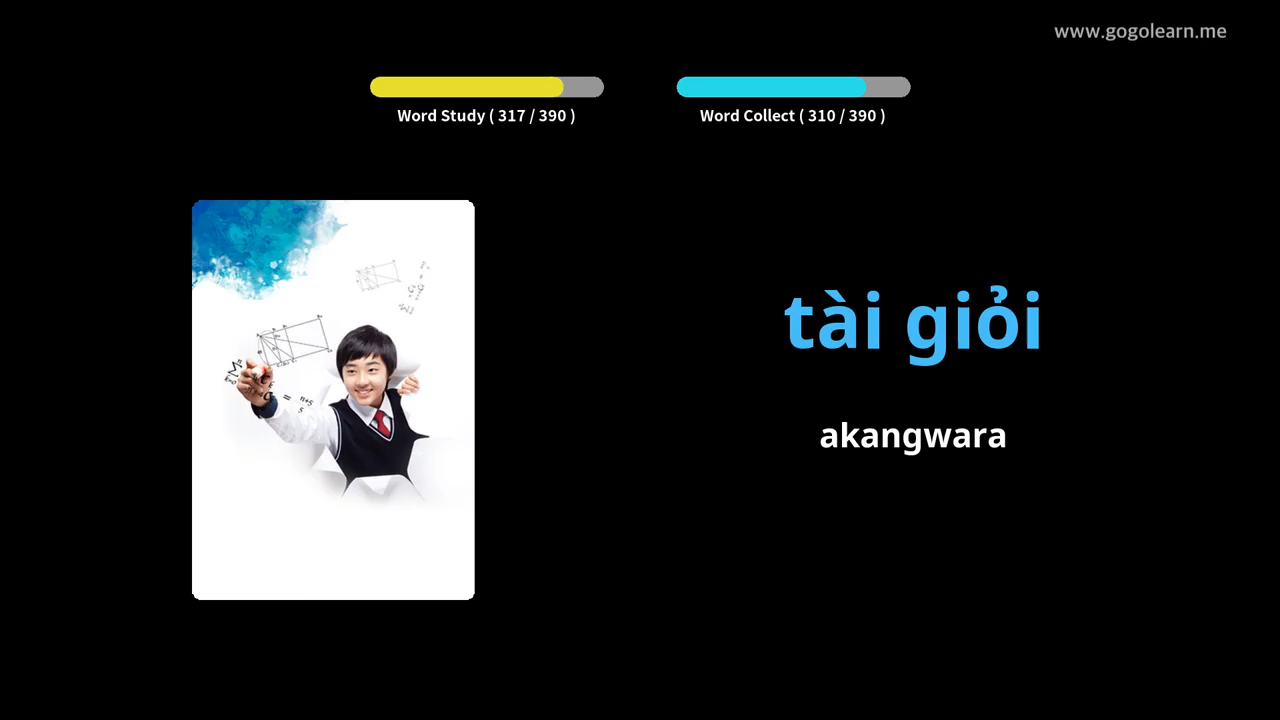 www.gogolearn.me
Word Study ( 317 / 390 )
Word Collect ( 310 / 390 )
tài giỏi
akangwara